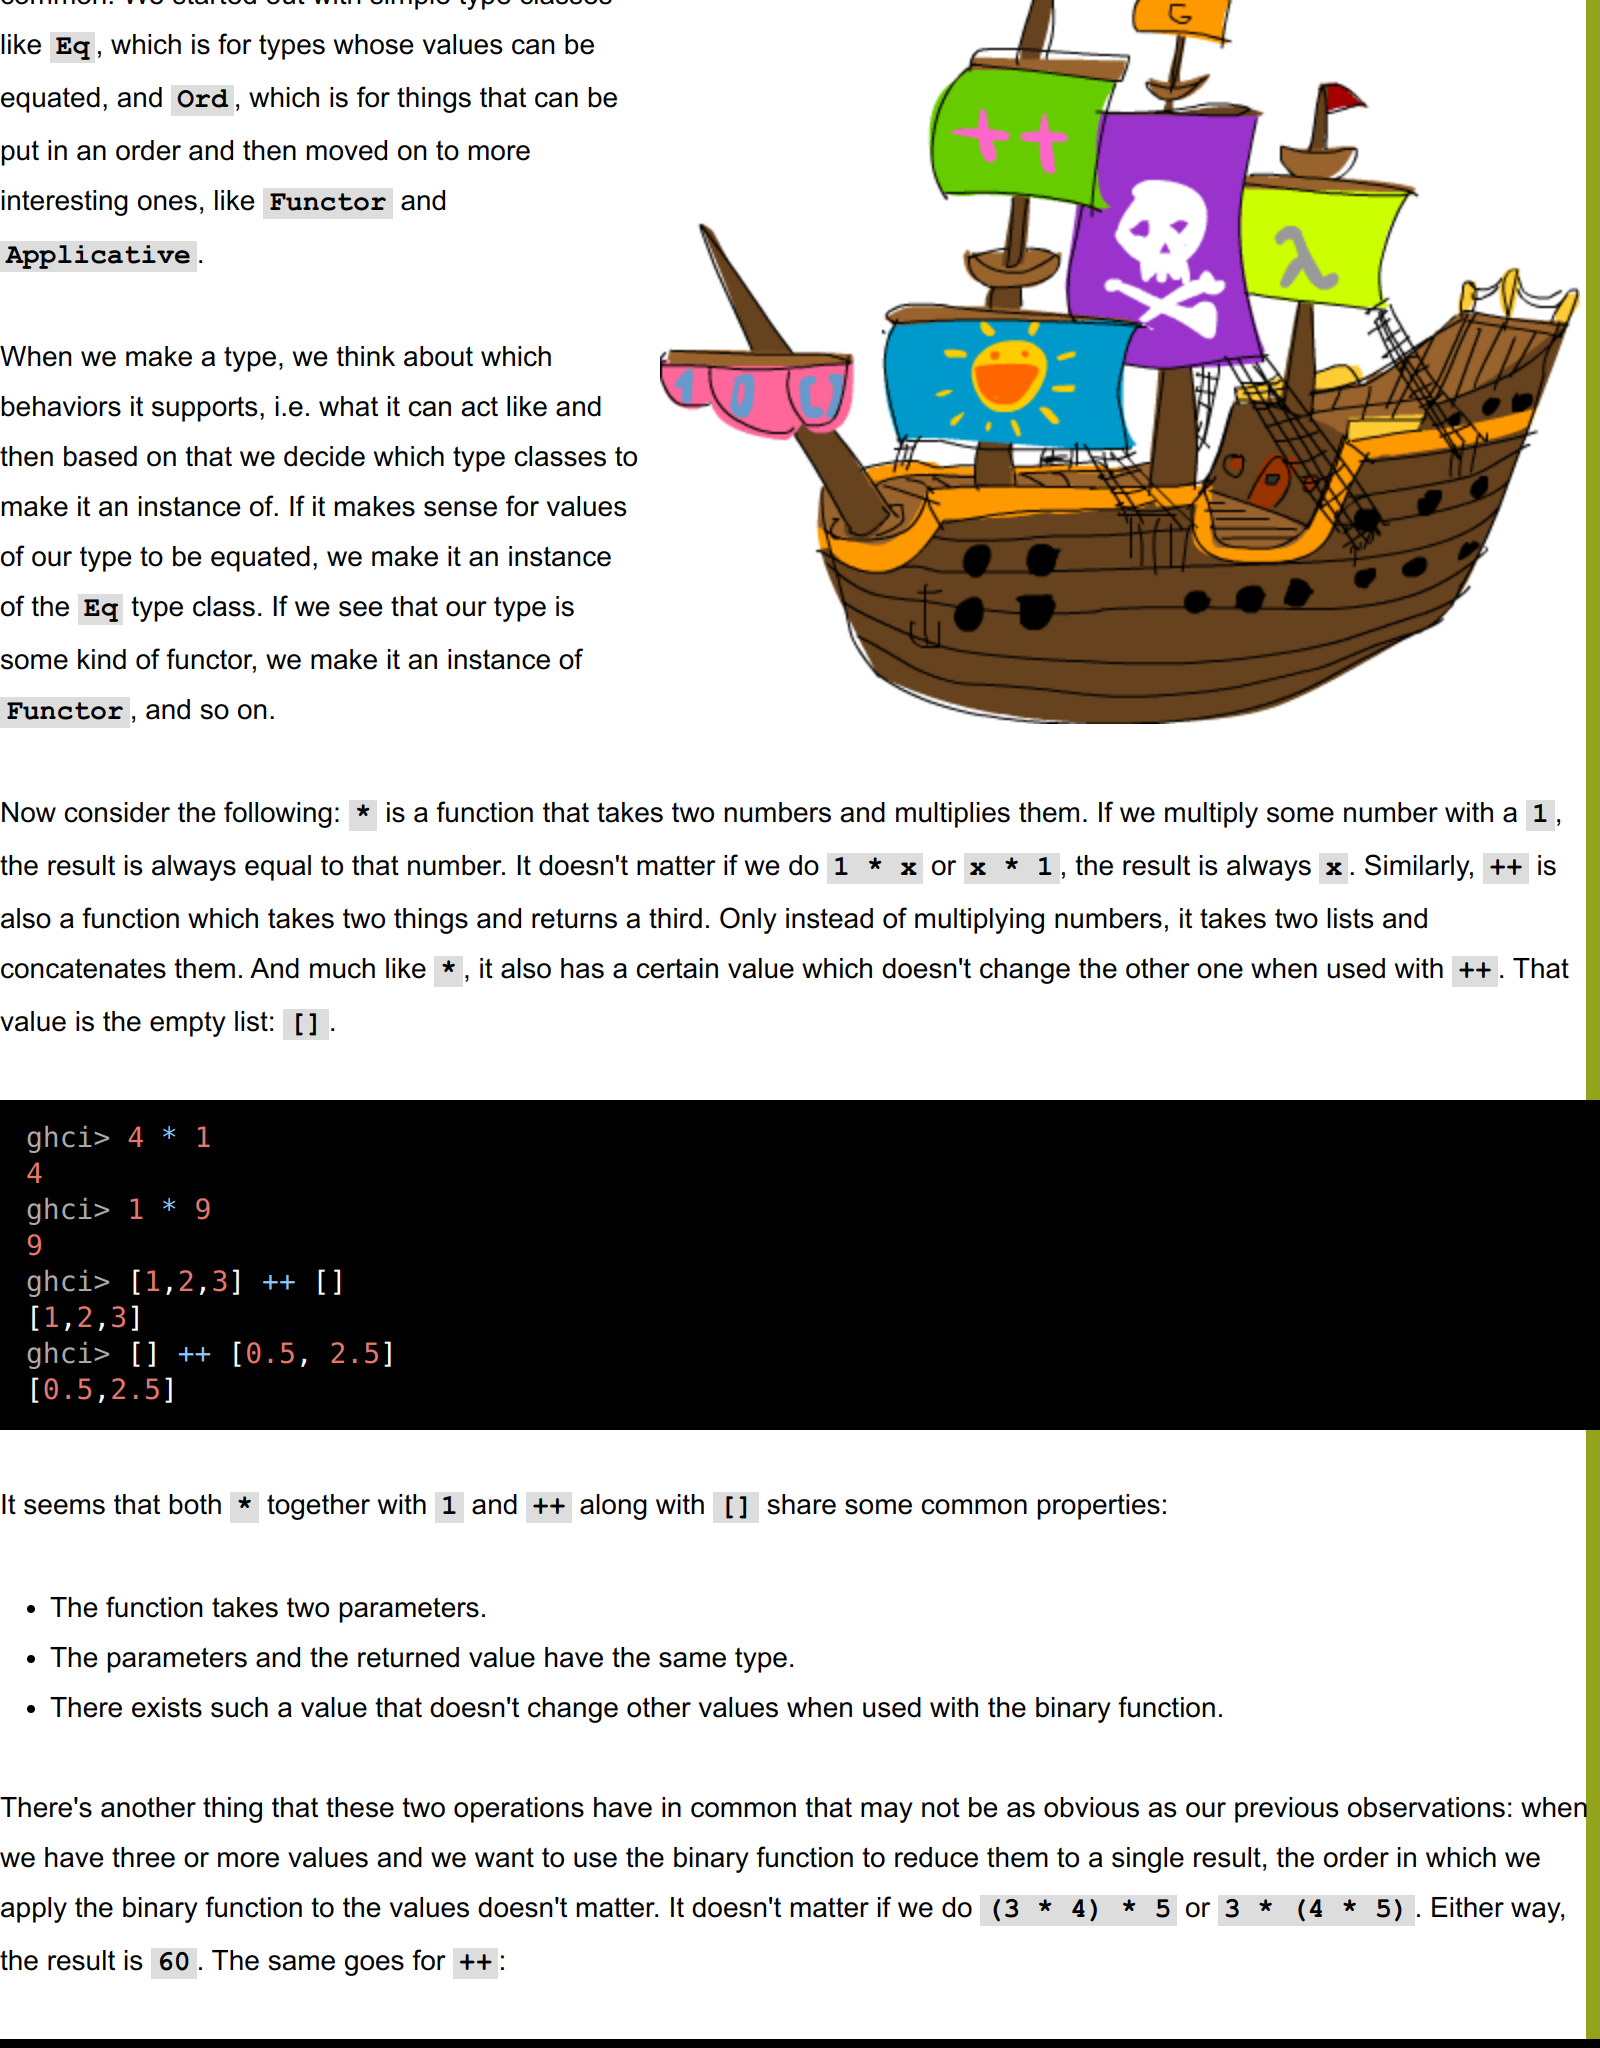 common. We started out with simple type classes
like Eq, which is for types whose values can be
equated, and Ord, which is for things that can be
put in an order and then moved on to more
interesting ones, like Functor and
Applicative.
G
++
λ
1 0 []
When we make a type, we think about which
behaviors it supports, i.e. what it can act like and
then based on that we decide which type classes to
make it an instance of. If it makes sense for values
of our type to be equated, we make it an instance
of the Eq type class. If we see that our type is
some kind of functor, we make it an instance of
Functor, and so on.
Now consider the following: * is a function that takes two numbers and multiplies them. If we multiply some number with a 1,
the result is always equal to that number. It doesn't matter if we do 1 * x or x * 1, the result is always x. Similarly, ++ is
also a function which takes two things and returns a third. Only instead of multiplying numbers, it takes two lists and
concatenates them. And much like *, it also has a certain value which doesn't change the other one when used with ++. That
value is the empty list: [].
ghci> 4 * 1
4
ghci> 1 * 9
9
ghci> [1,2,3] ++ []
[1,2,3]
ghci> [] ++ [0.5, 2.5]
[0.5,2.5]
It seems that both * together with 1 and ++ along with [] share some common properties:
• The function takes two parameters.
• The parameters and the returned value have the same type.
• There exists such a value that doesn't change other values when used with the binary function.
There's another thing that these two operations have in common that may not be as obvious as our previous observations: when
we have three or more values and we want to use the binary function to reduce them to a single result, the order in which we
apply the binary function to the values doesn't matter. It doesn't matter if we do (3 * 4) * 5 or 3 * (4 * 5). Either way,
the result is 60. The same goes for ++: